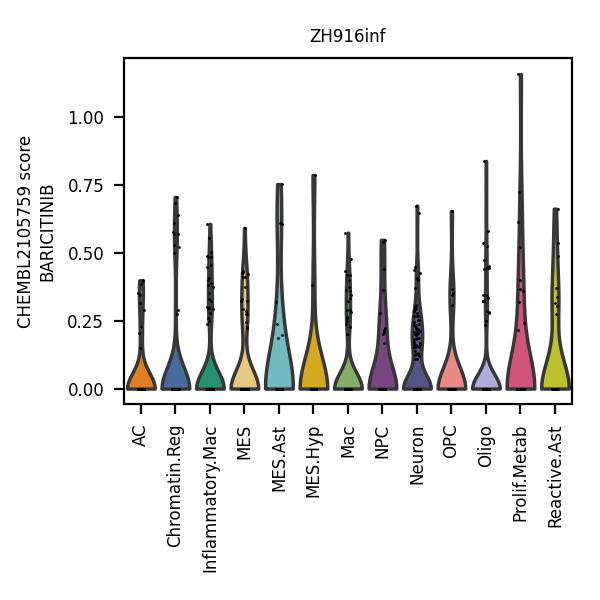 ZH916inf
CHEMBL2105759 score
BARICITINIB
1.00
0.75
0.50
0.25
0.00
AC
Chromatin.Reg
Inflammatory.Mac
MES
MES.Ast
MES.Hyp
Mac
NPC
Neuron
OPC
Oligo
Prolif.Metab
Reactive.Ast